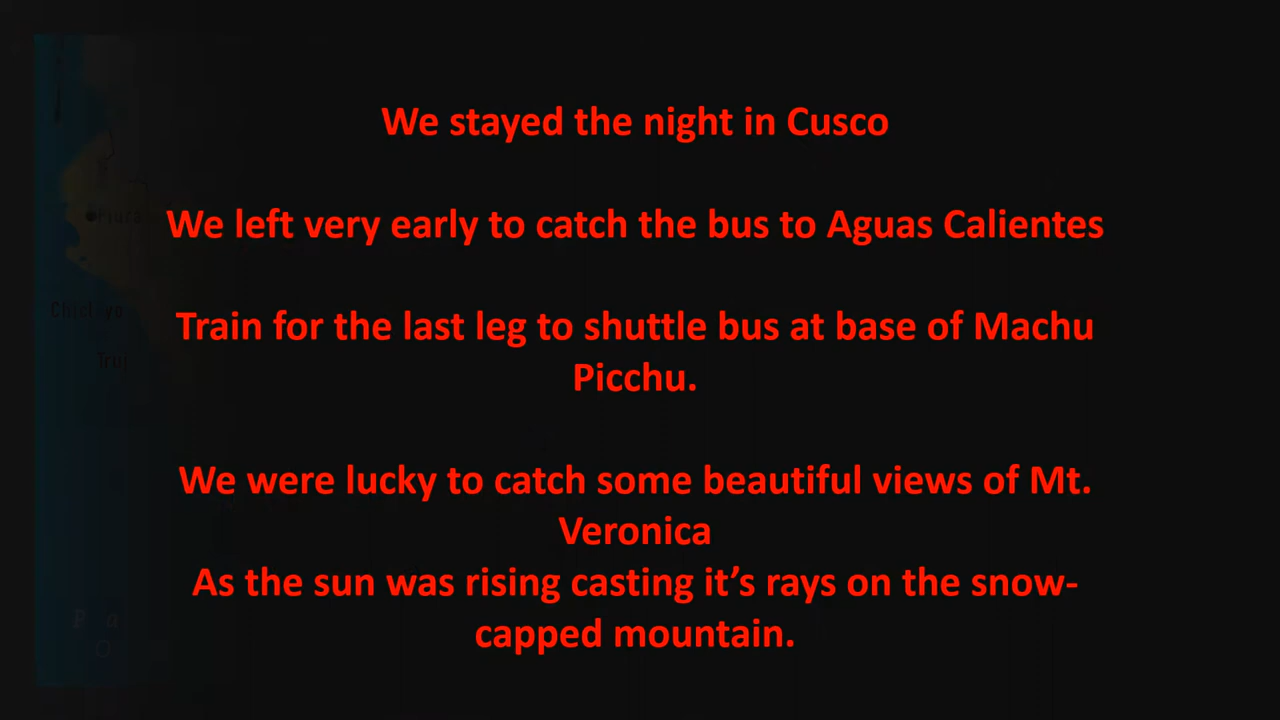 We stayed the night in Cusco
We left very early to catch the bus to Aguas Calientes
Train for the last leg to shuttle bus at base of Machu
Picchu.
We were lucky to catch some beautiful views of Mt.
Veronica
As the sun was rising casting it’s rays on the snow-
capped mountain.